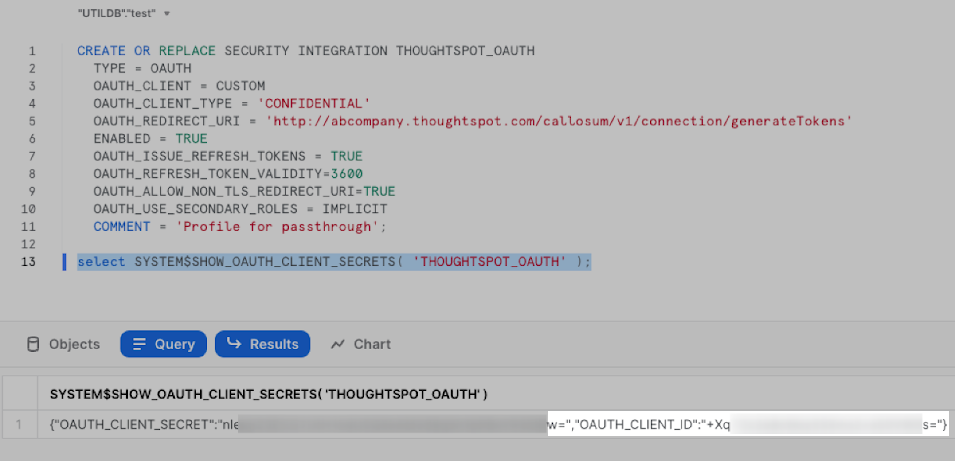 "UTILDB"."test"
1 CREATE OR REPLACE SECURITY INTEGRATION THOUGHTSPOT_OAUTH
2 TYPE = OAUTH
3 OAUTH_CLIENT = CUSTOM
4 OAUTH_CLIENT_TYPE = 'CONFIDENTIAL'
5 OAUTH_REDIRECT_URI = 'http://abcompany.thoughtspot.com/callosum/v1/connection/generateTokens'
6 ENABLED = TRUE
7 OAUTH_ISSUE_REFRESH_TOKENS = TRUE
8 OAUTH_REFRESH_TOKEN_VALIDITY=3600
9 OAUTH_ALLOW_NON_TLS_REDIRECT_URI=TRUE
10 OAUTH_USE_SECONDARY_ROLES = IMPLICIT
11 COMMENT = 'Profile for passthrough';
12
13 select SYSTEM$SHOW_OAUTH_CLIENT_SECRETS( 'THOUGHTSPOT_OAUTH' );
Objects Query Results Chart
SYSTEM$SHOW_OAUTH_CLIENT_SECRETS( 'THOUGHTSPOT_OAUTH' )
1 {"OAUTH_CLIENT_SECRET":"nle w=","OAUTH_CLIENT_ID":"+Xq s="}